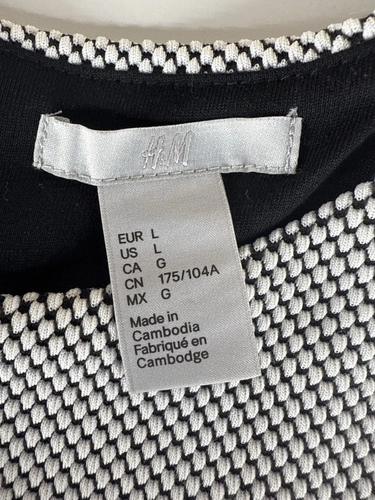 H&M
EUR L
US L
CA G
CN 175/104A
MX G
Made in
Cambodia
Fabriqué en
Cambodge